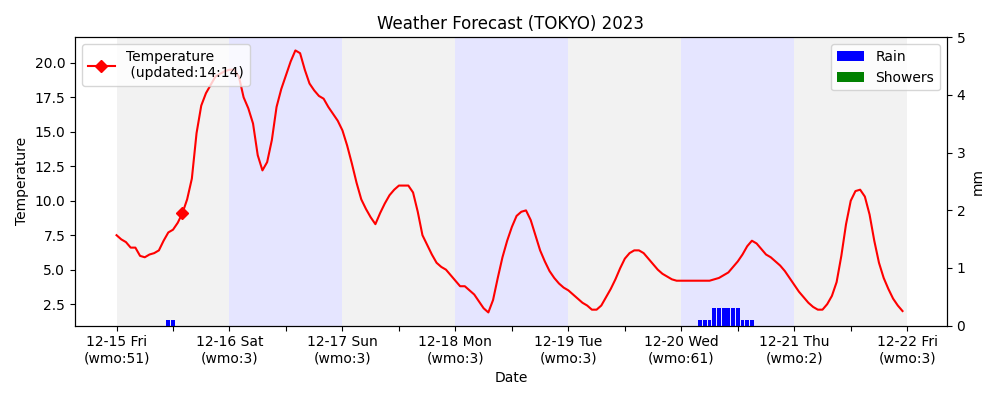 Weather Forecast (TOKYO) 2023
Temperature
(updated:14:14)
Rain
Showers
Temperature
20.0
17.5
15.0
12.5
10.0
7.5
5.0
2.5
5
4
3
2
1
0
mm
12-15 Fri
(wmo:51)
12-16 Sat
(wmo:3)
12-17 Sun
(wmo:3)
12-18 Mon
(wmo:3)
12-19 Tue
(wmo:3)
12-20 Wed
(wmo:61)
12-21 Thu
(wmo:2)
12-22 Fri
(wmo:3)
Date